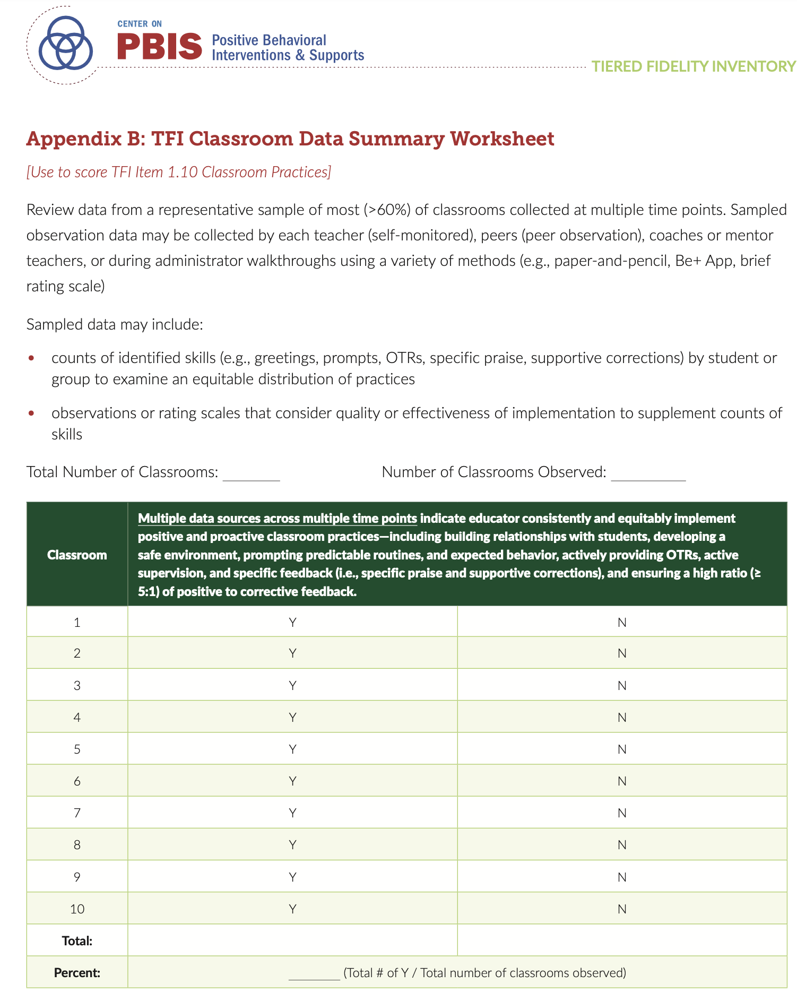 CENTER ON
PBIS
Positive Behavioral
Interventions & Supports
TIERED FIDELITY INVENTORY
Appendix B: TFI Classroom Data Summary Worksheet
[Use to score TFI Item 1.10 Classroom Practices]
Review data from a representative sample of most (>60%) of classrooms collected at multiple time points. Sampled
observation data may be collected by each teacher (self-monitored), peers (peer observation), coaches or mentor
teachers, or during administrator walkthroughs using a variety of methods (e.g., paper-and-pencil, Be+ App, brief
rating scale)
Sampled data may include:
• counts of identified skills (e.g., greetings, prompts, OTRs, specific praise, supportive corrections) by student or
group to examine an equitable distribution of practices
• observations or rating scales that consider quality or effectiveness of implementation to supplement counts of
skills
Total Number of Classrooms: _______ Number of Classrooms Observed: _________
Classroom
Multiple data sources across multiple time points indicate educator consistently and equitably implement
positive and proactive classroom practices—including building relationships with students, developing a
safe environment, prompting predictable routines, and expected behavior, actively providing OTRs, active
supervision, and specific feedback (i.e., specific praise and supportive corrections), and ensuring a high ratio (≥
5:1) of positive to corrective feedback.
1 Y N
2 Y N
3 Y N
4 Y N
5 Y N
6 Y N
7 Y N
8 Y N
9 Y N
10 Y N
Total:
Percent: ________ (Total # of Y / Total number of classrooms observed)